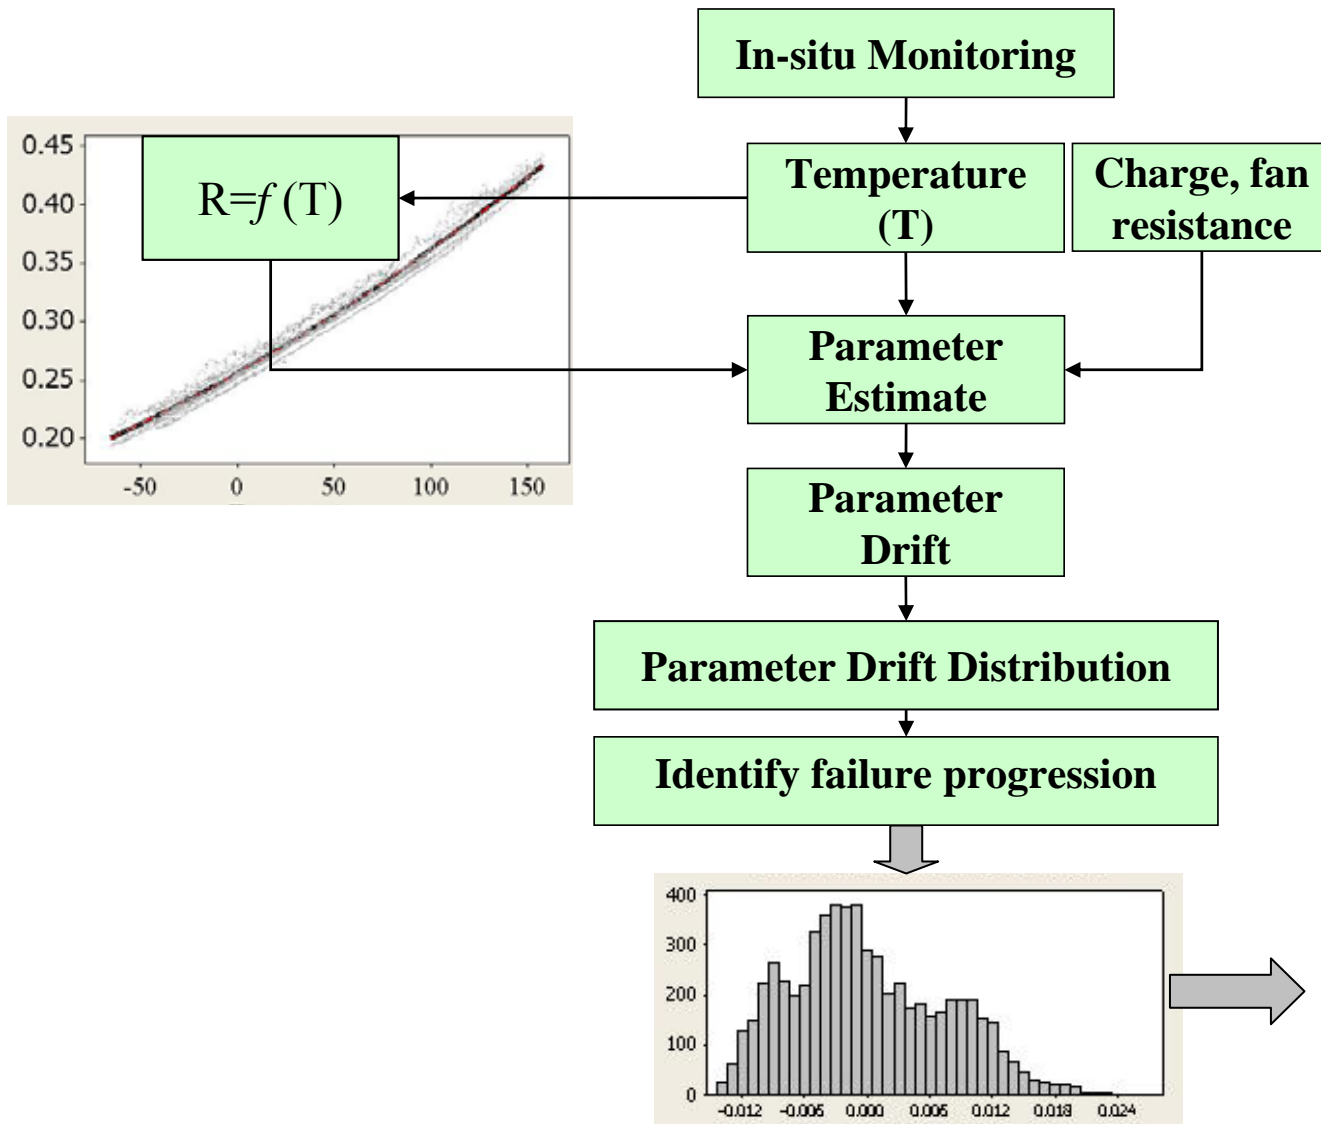 In-situ Monitoring
Temperature
(T)
Charge, fan
resistance
R=f (T)
0.45
0.40
0.35
0.30
0.25
0.20
-50
0
50
100
150
Parameter
Estimate
Parameter
Drift
Parameter Drift Distribution
Identify failure progression
400
300
200
100
0
-0.012
-0.006
0.000
0.006
0.012
0.018
0.024